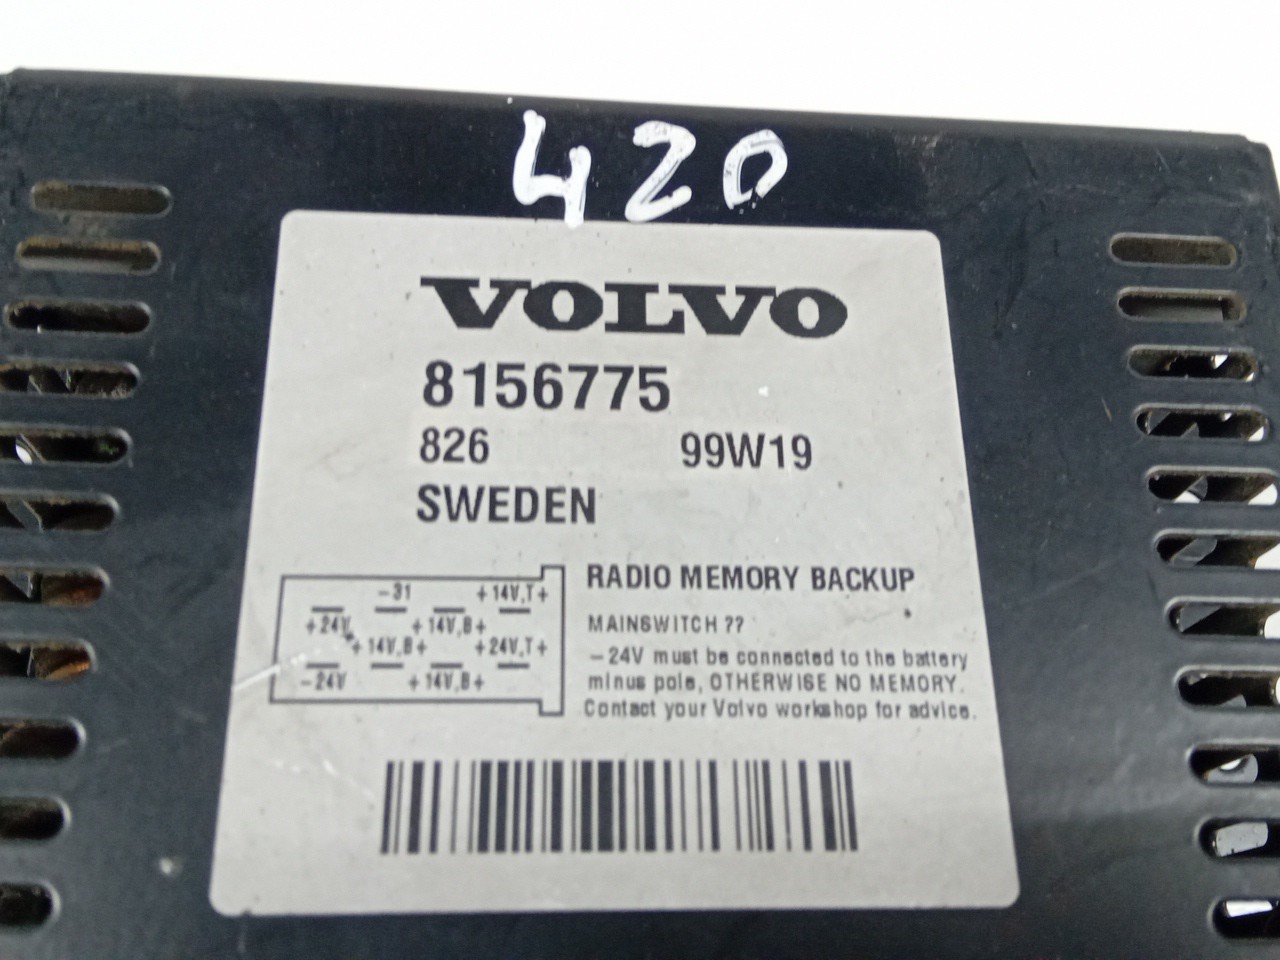 420
VOLVO
8156775
826 99W19
SWEDEN
-31 +14V,T+
+24V +14V,B+
+14V,B+ +24V,T+
-24V +14V,B+
RADIO MEMORY BACKUP
MAINSWITCH ??
-24V must be connected to the battery
minus pole, OTHERWISE NO MEMORY.
Contact your Volvo workshop for advice.